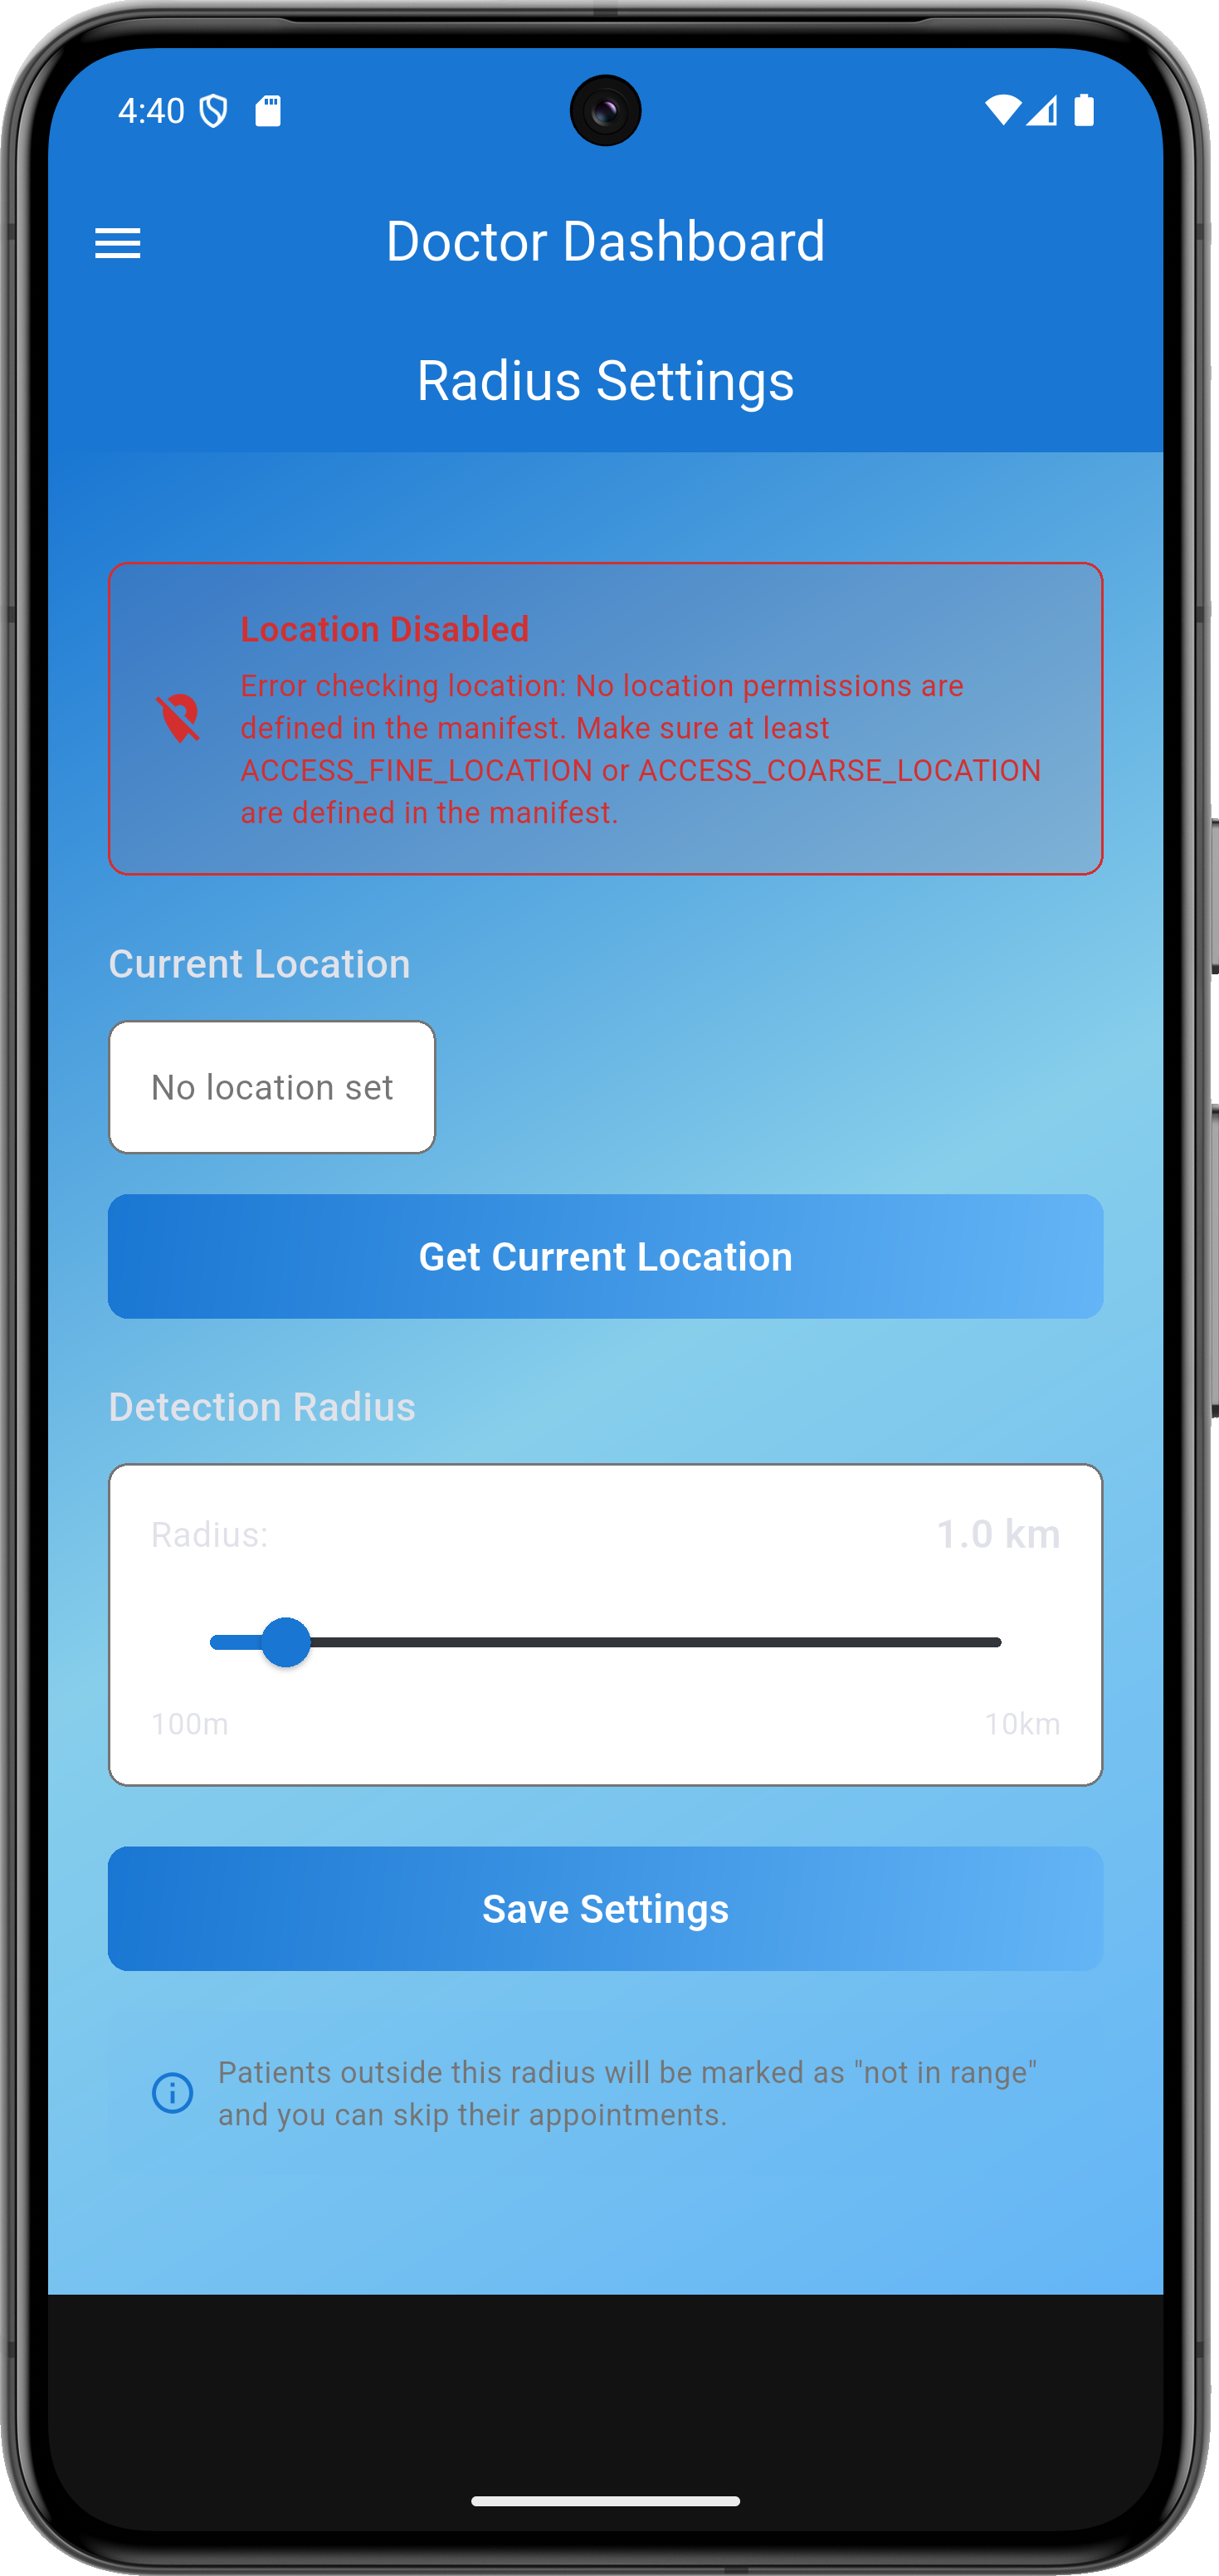 4:40
Doctor Dashboard
Radius Settings
Location Disabled
Error checking location: No location permissions are
defined in the manifest. Make sure at least
ACCESS_FINE_LOCATION or ACCESS_COARSE_LOCATION
are defined in the manifest.
Current Location
No location set
Get Current Location
Detection Radius
Radius: 1.0 km
100m 10km
Save Settings
Patients outside this radius will be marked as "not in range"
and you can skip their appointments.